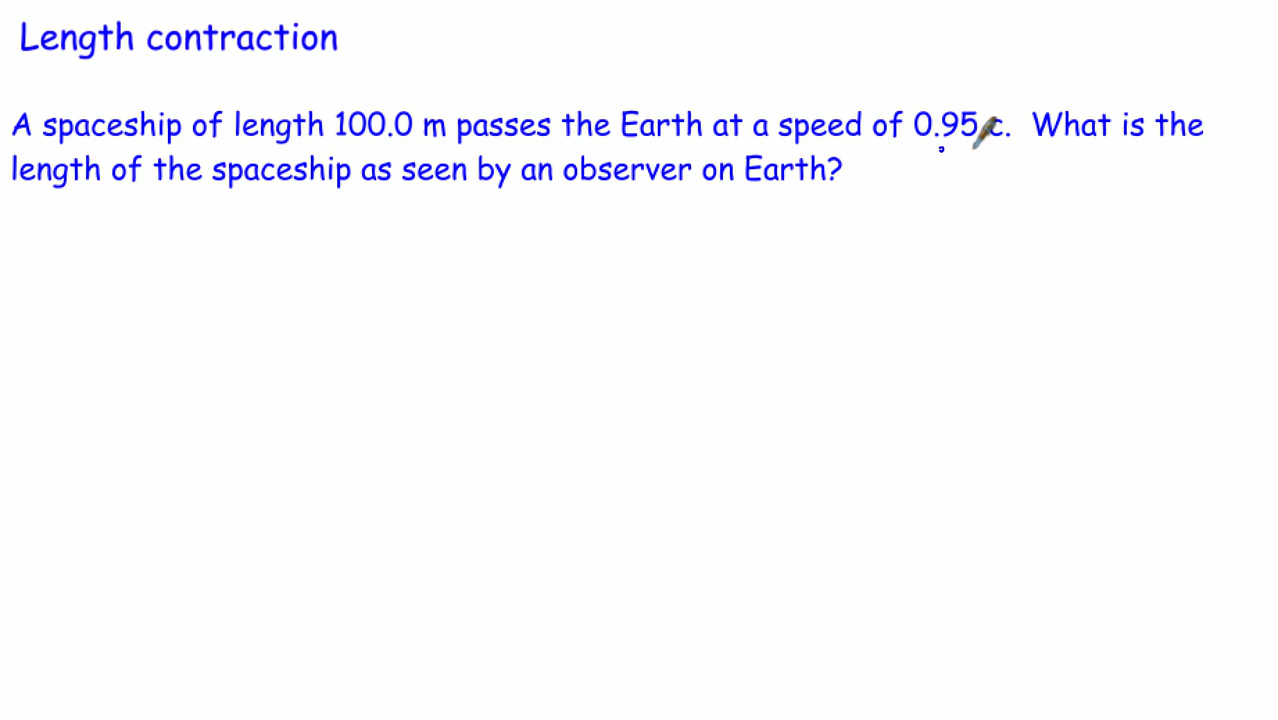 Length contraction
A spaceship of length 100.0 m passes the Earth at a speed of 0.95 c. What is the
length of the spaceship as seen by an observer on Earth?